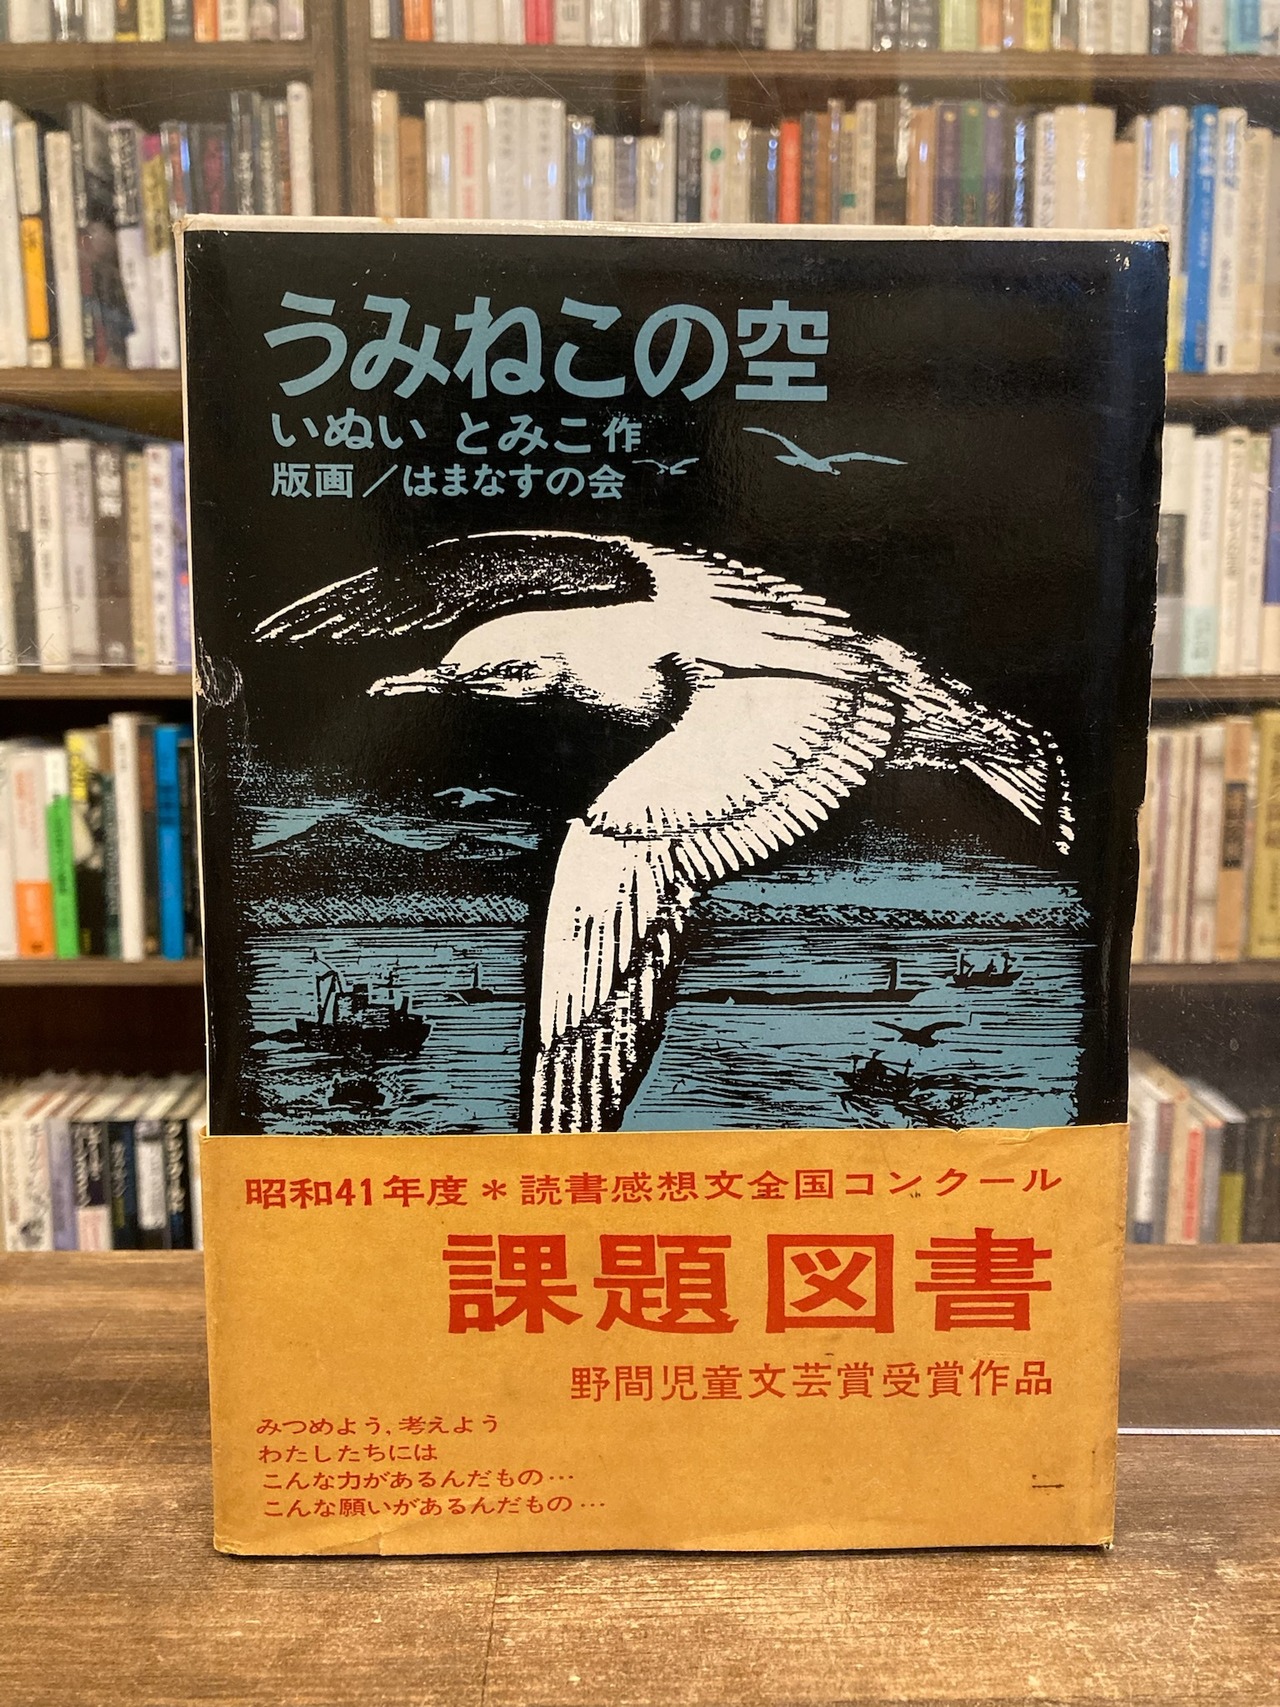 うみねこの空
いぬい とみこ作
版画／はまなすの会
昭和41年度＊読書感想文全国コンクール
課題図書
野間児童文芸賞受賞作品
みつめよう，考えよう
わたしたちには
こんな力があるんだもの…
こんな願いがあるんだもの…